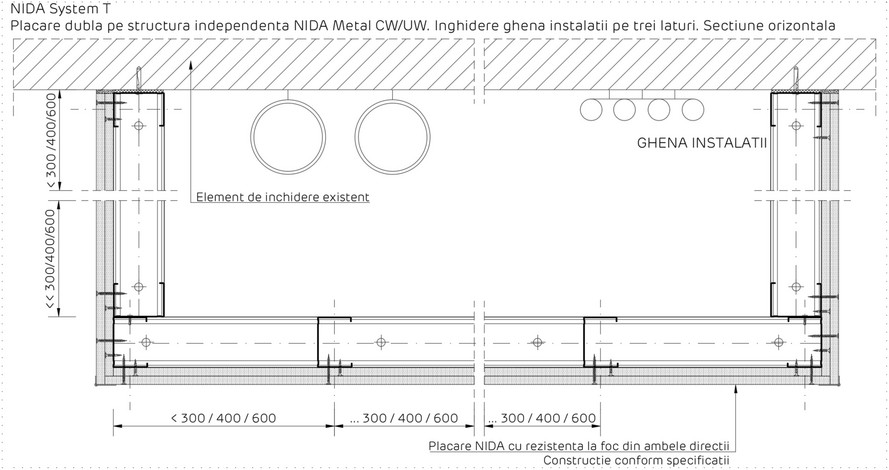 NIDA System T
Placare dubla pe structura independenta NIDA Metal CW/UW. Inghidere ghena instalatii pe trei laturi. Sectiune orizontala
< 300 /400/600
GHENA INSTALATII
Element de inchidere existent
<< 300/400/600
< 300 / 400 / 600
... 300 / 400 / 600
... 300 / 400 / 600
Placare NIDA cu rezistenta la foc din ambele directii
Constructie conform specificatii